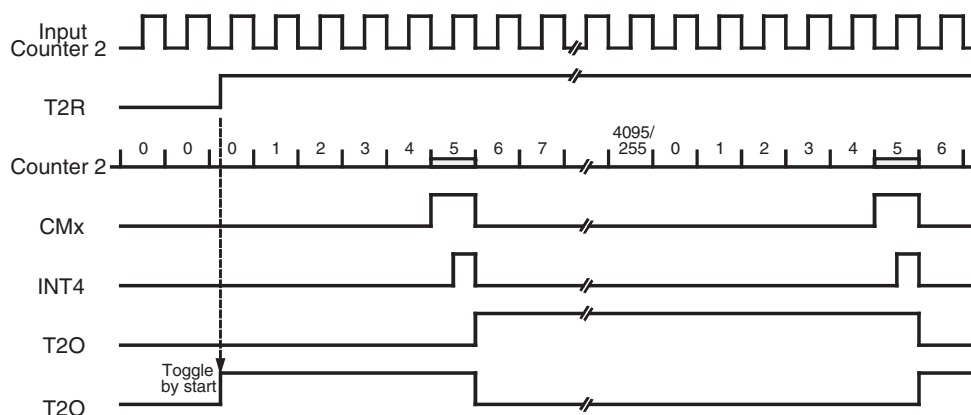 Input
Counter 2
T2R
Counter 2 0 0 0 1 2 3 4 5 6 7 4095/
255 0 1 2 3 4 5 6
CMx
INT4
T2O
Toggle
by start
T2O